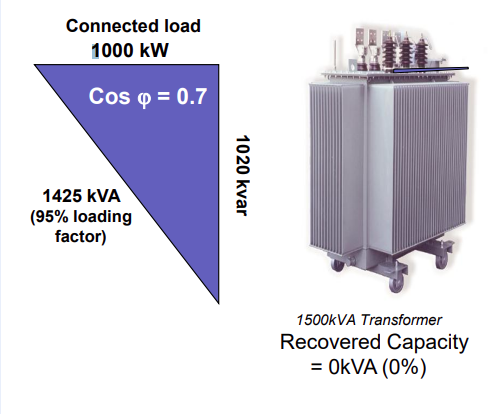 Connected load
1000 kW
Cos φ = 0.7
1020 kvar
1425 kVA
(95% loading
factor)
1500kVA Transformer
Recovered Capacity
= 0kVA (0%)